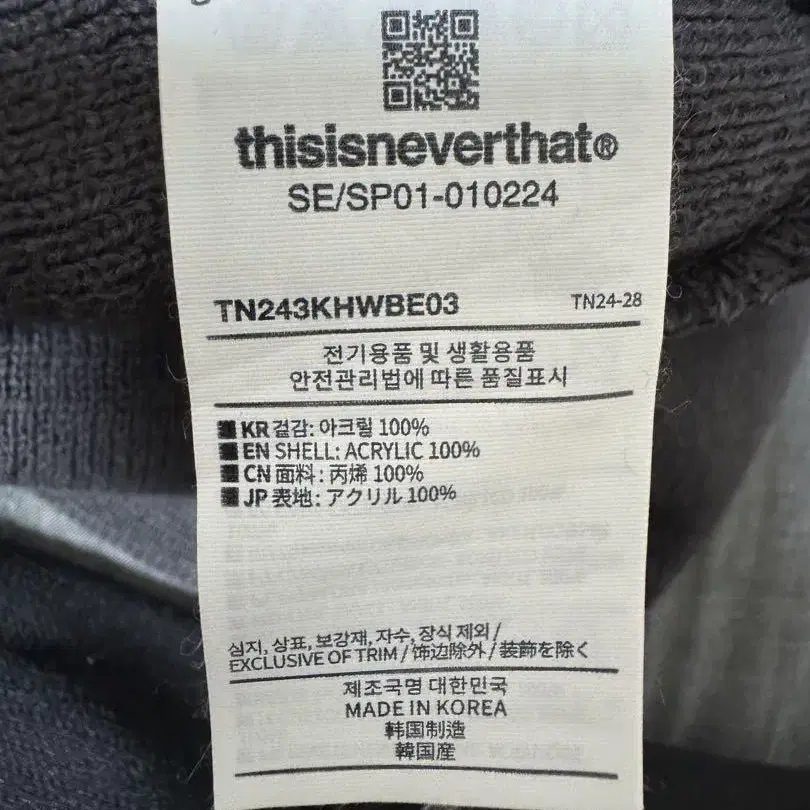 thisisneverthat®
SE/SP01-010224
TN243KHWBE03 TN24-28
전기용품 및 생활용품
안전관리법에 따른 품질표시
KR 겉감: 아크릴 100%
EN SHELL: ACRYLIC 100%
CN 面料: 丙烯 100%
JP 表地: アクリル 100%
심지, 상표, 보강재, 자수, 장식 제외 /
EXCLUSIVE OF TRIM / 饰边除外 / 装飾を除く
제조국명 대한민국
MADE IN KOREA
韩国制造
韓国産